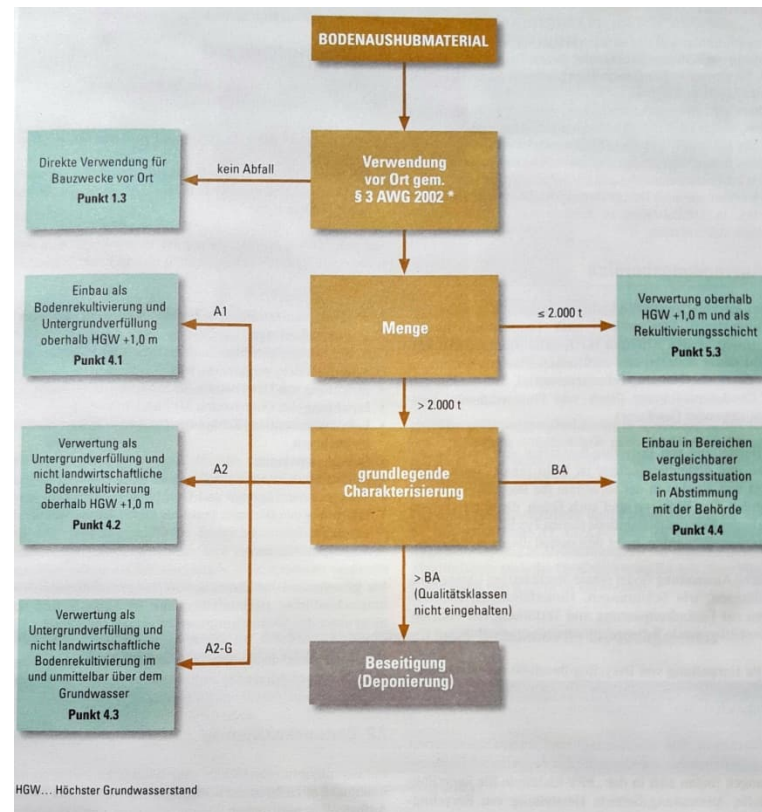 BODENAUSHUBMATERIAL
Direkte Verwendung für
Bauzwecke vor Ort
Punkt 1.3
kein Abfall
Verwendung
vor Ort gem.
§ 3 AWG 2002 *
Einbau als
Bodenrekultivierung und
Untergrundverfüllung
oberhalb HGW +1,0 m
Punkt 4.1
A1
Menge
≤ 2.000 t
Verwertung oberhalb
HGW +1,0 m und als
Rekultivierungsschicht
Punkt 5.3
> 2.000 t
Verwertung als
Untergrundverfüllung und
nicht landwirtschaftliche
Bodenrekultivierung
oberhalb HGW +1,0 m
Punkt 4.2
A2
grundlegende
Charakterisierung
BA
Einbau in Bereichen
vergleichbarer
Belastungssituation
in Abstimmung
mit der Behörde
Punkt 4.4
> BA
(Qualitätsklassen
nicht eingehalten)
Verwertung als
Untergrundverfüllung und
nicht landwirtschaftliche
Bodenrekultivierung im
und unmittelbar über dem
Grundwasser
Punkt 4.3
A2-G
Beseitigung
(Deponierung)
HGW... Höchster Grundwasserstand